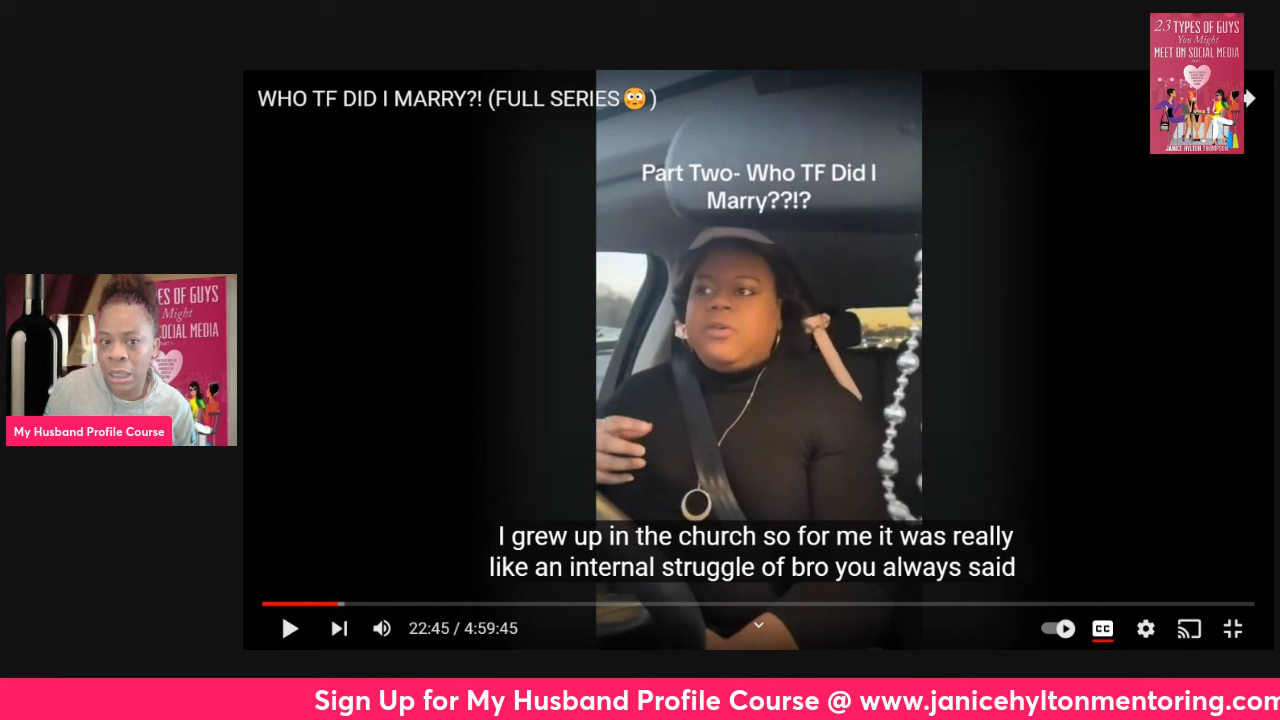 23 TYPES OF GUYS
You Might
MEET ON SOCIAL MEDIA
JANICE HYLTON THOMPSON
WHO TF DID I MARRY?! (FULL SERIES😳)
Part Two- Who TF Did I
Marry??!?
ES OF GUYS
Might
OCIAL MEDIA
My Husband Profile Course
I grew up in the church so for me it was really
like an internal struggle of bro you always said
22:45 / 4:59:45
CC
Sign Up for My Husband Profile Course @ www.janicehyltonmentoring.com